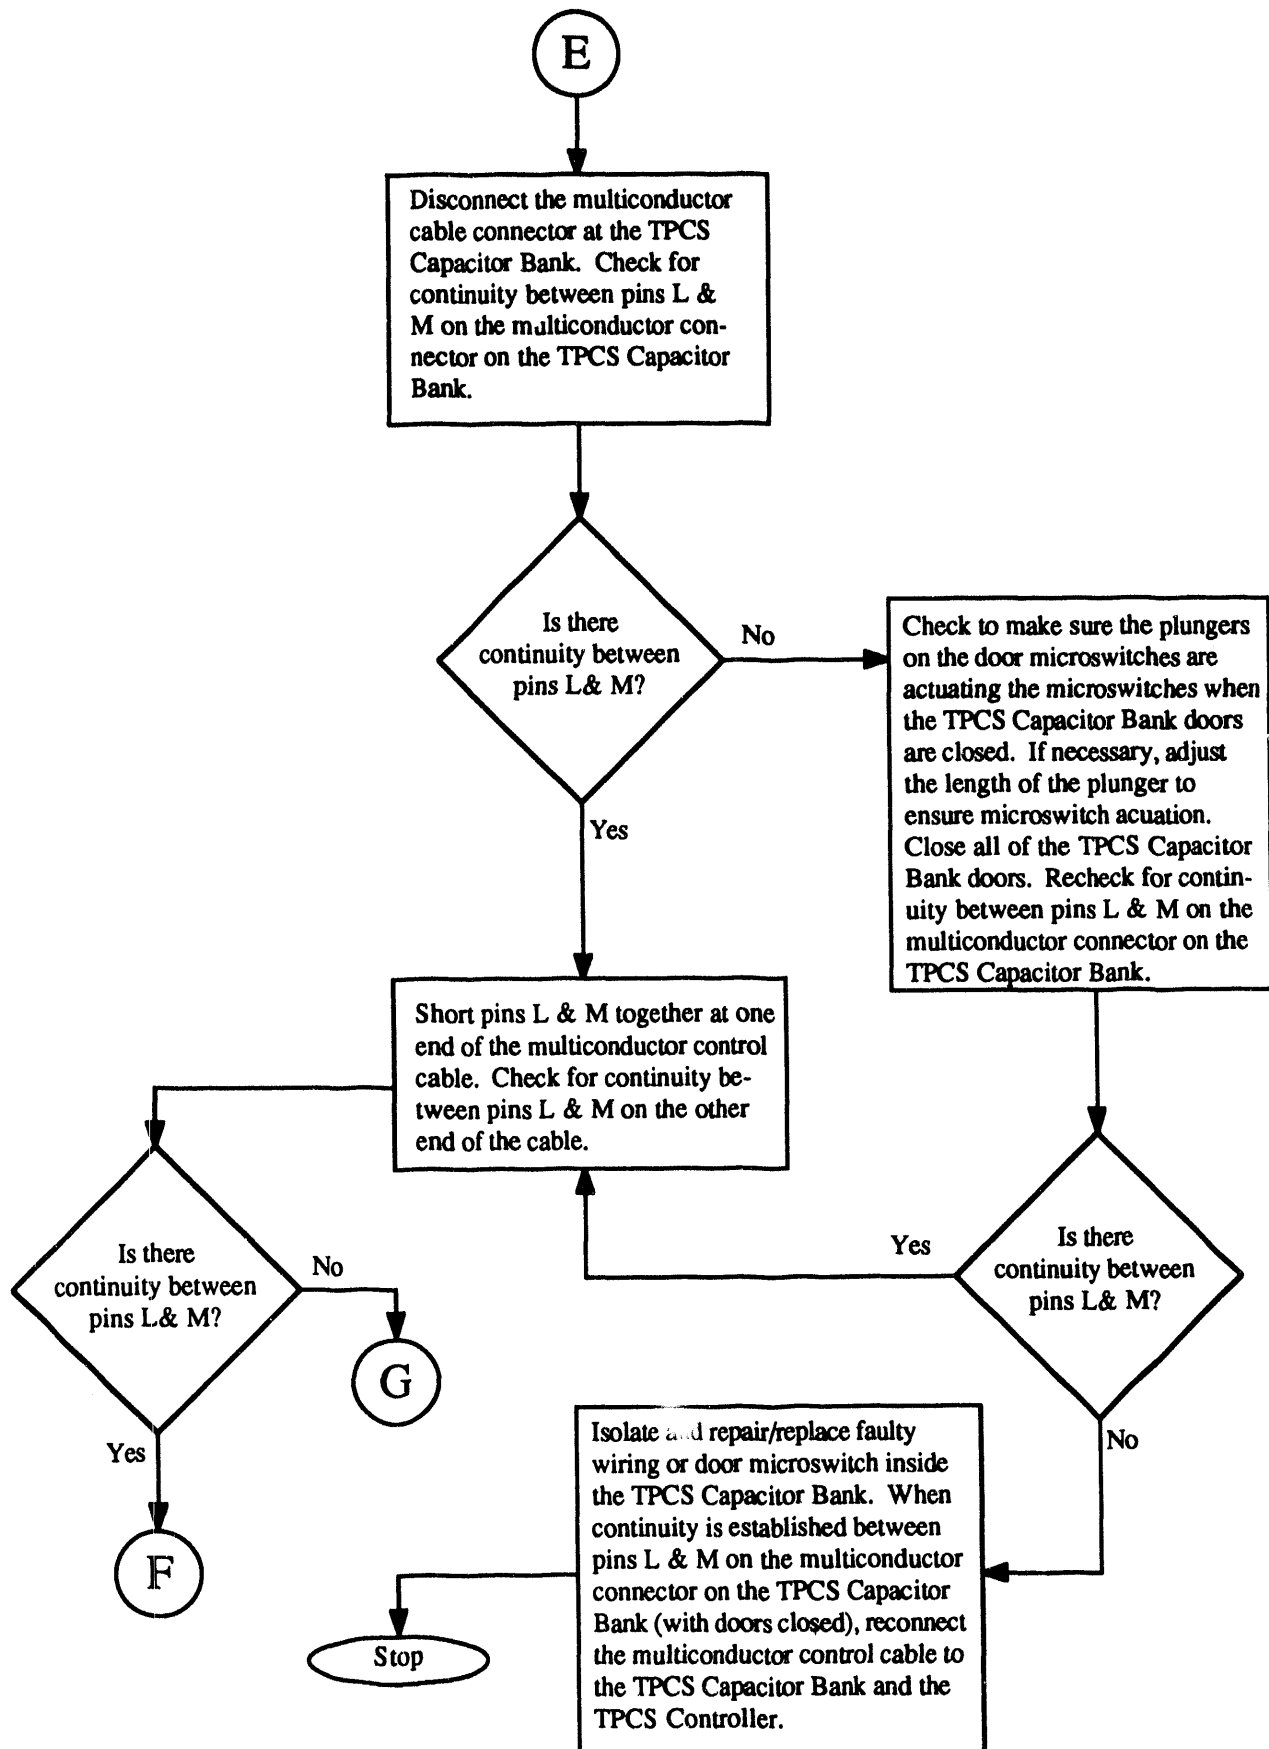 E
Disconnect the multiconductor
cable connector at the TPCS
Capacitor Bank. Check for
continuity between pins L &
M on the multiconductor con-
nector on the TPCS Capacitor
Bank.
Is there
continuity between
pins L& M?
No
Yes
Check to make sure the plungers
on the door microswitches are
actuating the microswitches when
the TPCS Capacitor Bank doors
are closed. If necessary, adjust
the length of the plunger to
ensure microswitch acuation.
Close all of the TPCS Capacitor
Bank doors. Recheck for contin-
uity between pins L & M on the
multiconductor connector on the
TPCS Capacitor Bank.
Short pins L & M together at one
end of the multiconductor control
cable. Check for continuity be-
tween pins L & M on the other
end of the cable.
Is there
continuity between
pins L& M?
No
G
Yes
F
Is there
continuity between
pins L& M?
Yes
No
Isolate and repair/replace faulty
wiring or door microswitch inside
the TPCS Capacitor Bank. When
continuity is established between
pins L & M on the multiconductor
connector on the TPCS Capacitor
Bank (with doors closed), reconnect
the multiconductor control cable to
the TPCS Capacitor Bank and the
TPCS Controller.
Stop